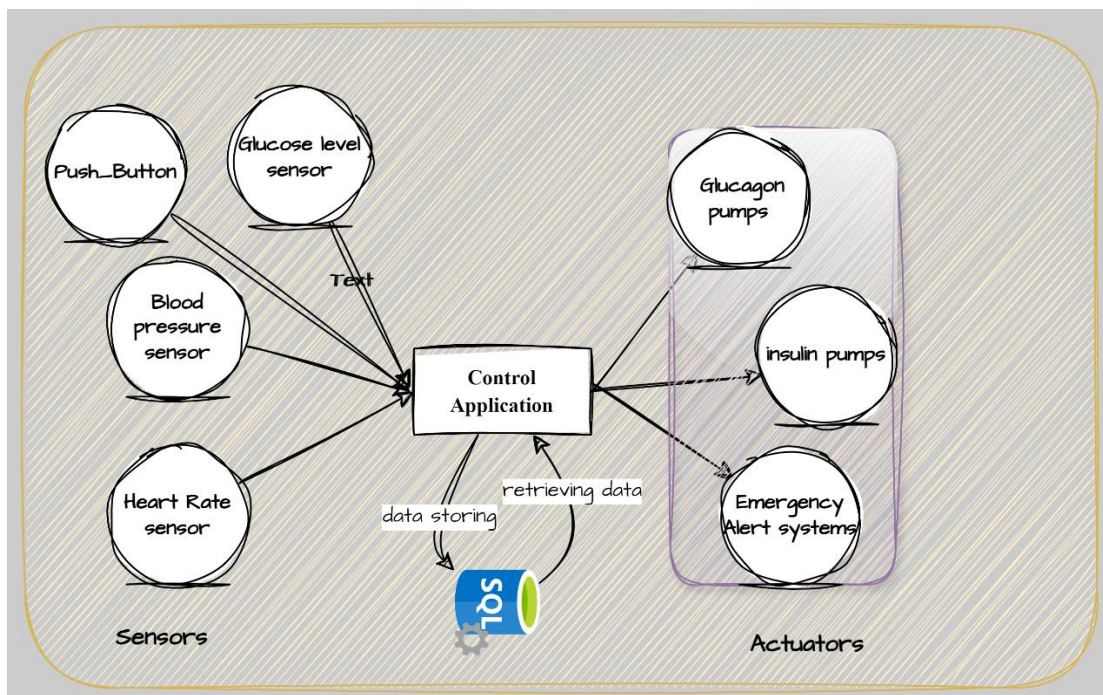 Push_Button
Glucose level
sensor
Text
Blood
pressure
sensor
Heart Rate
sensor
Control
Application
data storing
retrieving data
SQL
Glucagon
pumps
insulin pumps
Emergency
Alert systems
Sensors
Actuators